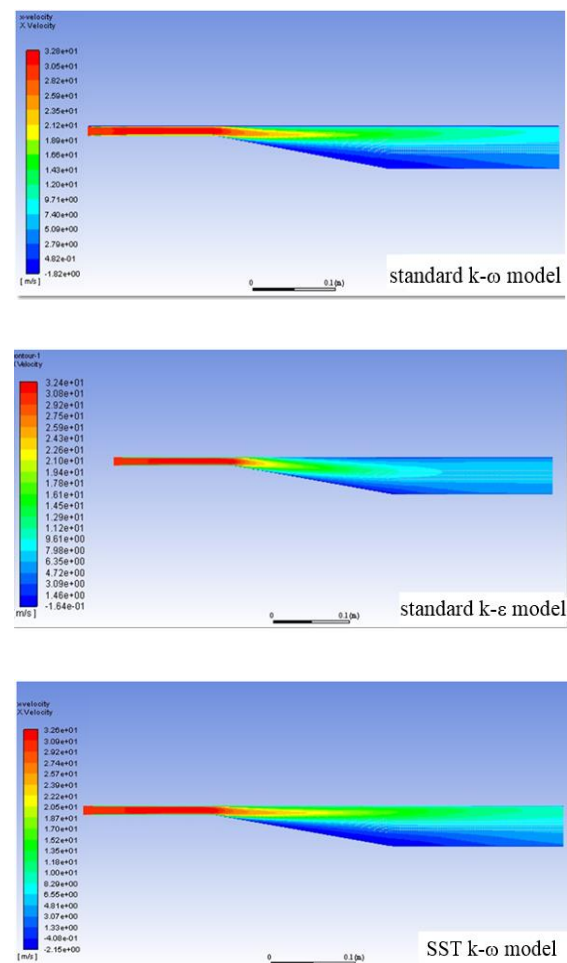 x-velocity
X Velocity
3.28e+01
3.05e+01
2.82e+01
2.59e+01
2.35e+01
2.12e+01
1.89e+01
1.66e+01
1.43e+01
1.20e+01
9.71e+00
7.40e+00
5.09e+00
2.79e+00
4.82e-01
-1.82e+00
[ m/s ]
0 0.1 (m)
standard k-ω model
ontour-1
X Velocity
3.24e+01
3.08e+01
2.92e+01
2.75e+01
2.59e+01
2.43e+01
2.26e+01
2.10e+01
1.94e+01
1.78e+01
1.61e+01
1.45e+01
1.29e+01
1.12e+01
9.61e+00
7.98e+00
6.35e+00
4.72e+00
3.09e+00
1.46e+00
-1.64e-01
m/s ]
0 0.1 (m)
standard k-ε model
x-velocity
X Velocity
3.26e+01
3.09e+01
2.92e+01
2.74e+01
2.57e+01
2.39e+01
2.22e+01
2.05e+01
1.87e+01
1.70e+01
1.52e+01
1.35e+01
1.18e+01
1.00e+01
8.29e+00
6.55e+00
4.81e+00
3.07e+00
1.33e+00
-4.08e-01
-2.15e+00
[ m/s ]
0 0.1 (m)
SST k-ω model